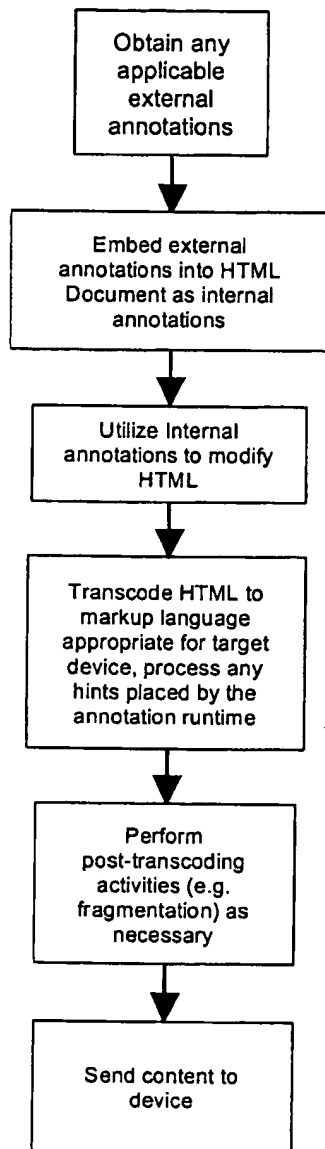 Obtain any
applicable
external
annotations
Embed external
annotations into HTML
Document as internal
annotations
Utilize Internal
annotations to modify
HTML
Transcode HTML to
markup language
appropriate for target
device, process any
hints placed by the
annotation runtime
Perform
post-transcoding
activities (e.g.
fragmentation) as
necessary
Send content to
device